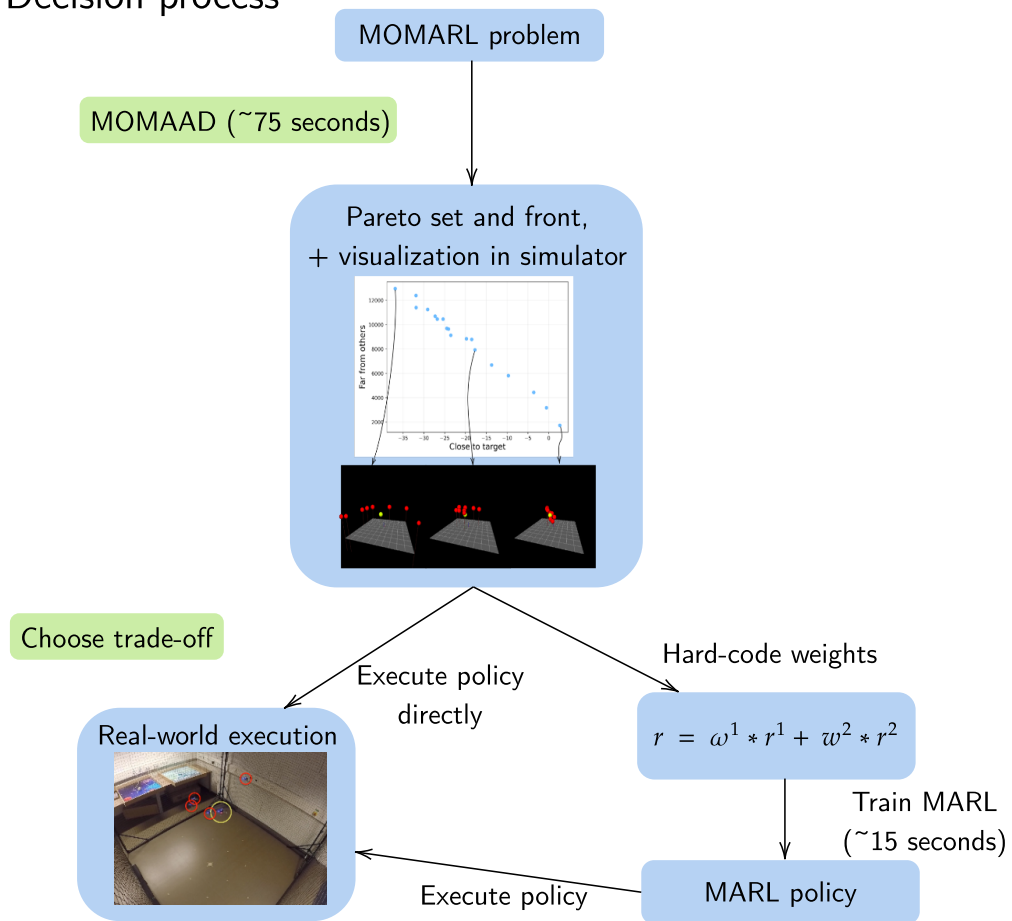 Decision process
MOMARL problem
MOMAAD (~75 seconds)
Pareto set and front,
+ visualization in simulator
12000
10000
8000
6000
4000
2000
Far from others
−35 −30 −25 −20 −15 −10 −5 0
Close to target
Choose trade-off
Hard-code weights
Execute policy
directly
Real-world execution
r = ω¹ ∗ r¹ + w² ∗ r²
Train MARL
(~15 seconds)
MARL policy
Execute policy